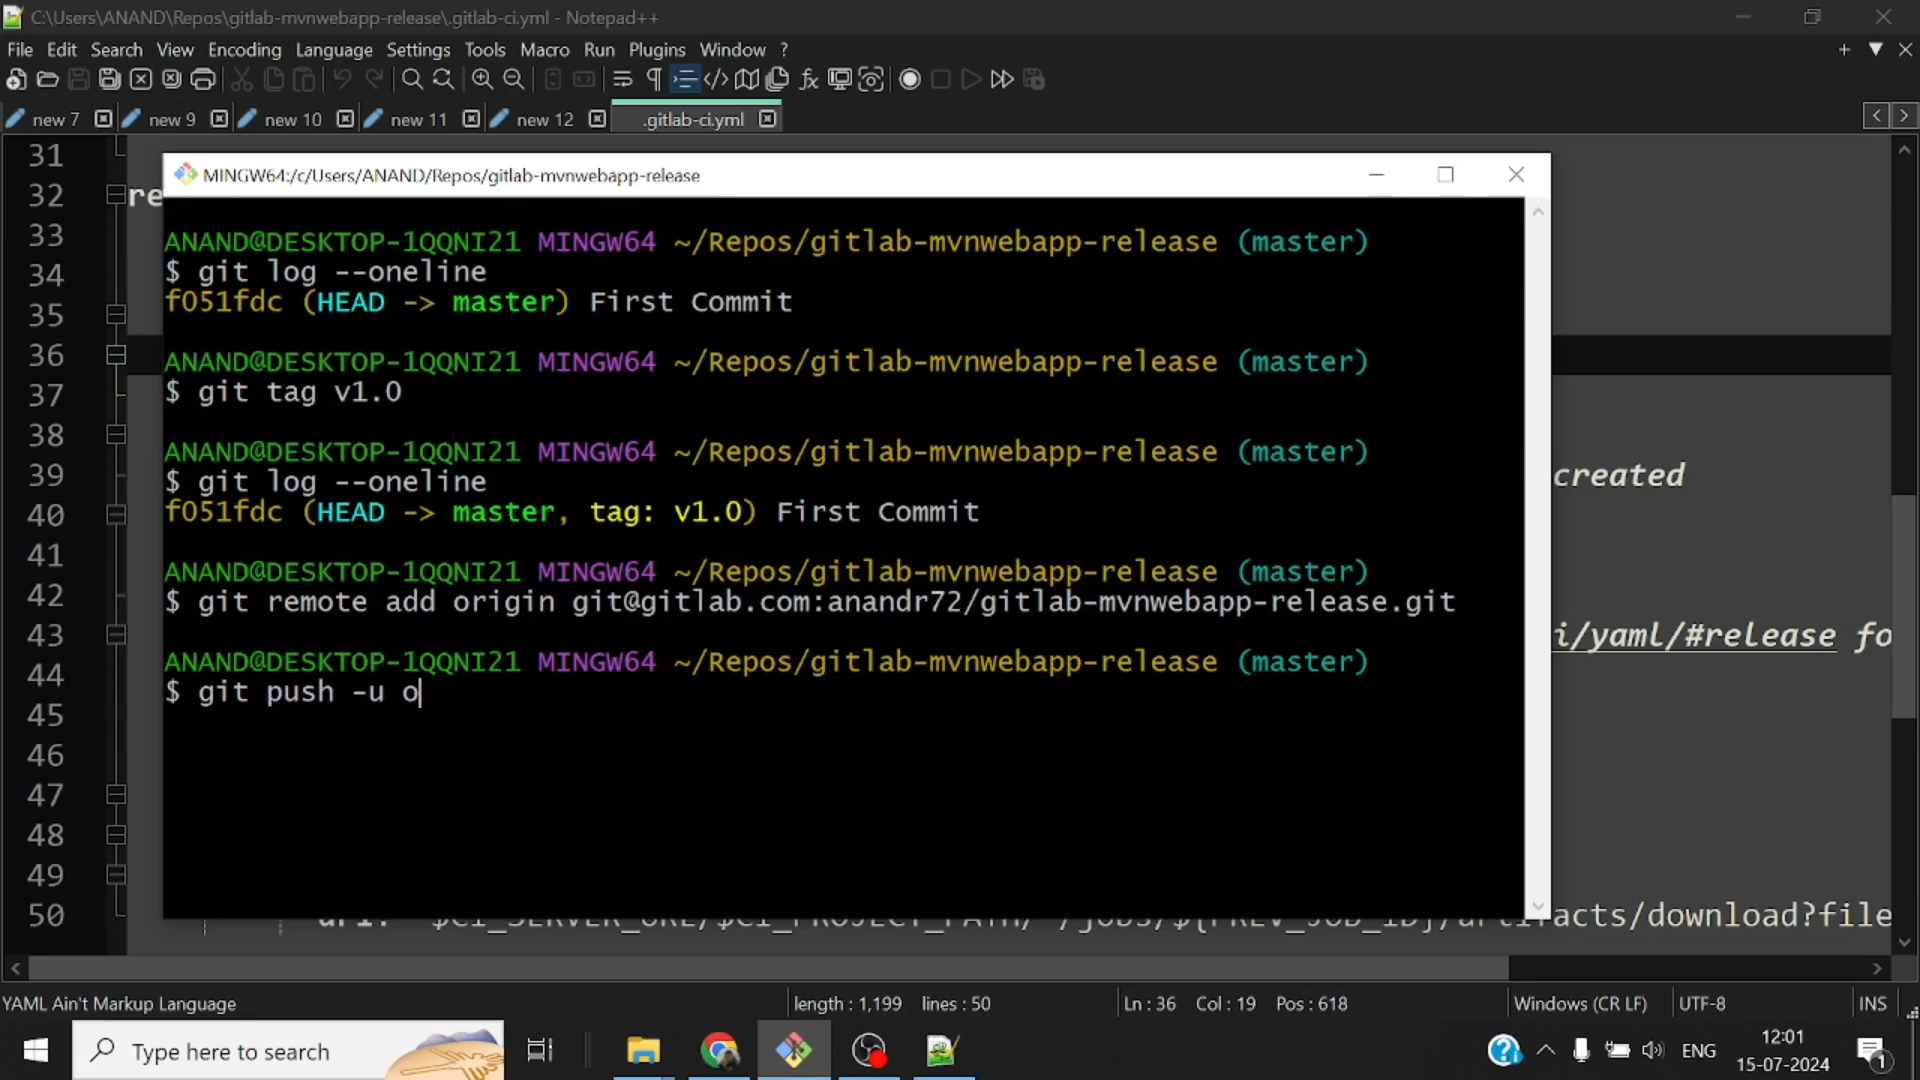 C:\Users\ANAND\Repos\gitlab-mvnwebapp-release\.gitlab-ci.yml - Notepad++
File Edit Search View Encoding Language Settings Tools Macro Run Plugins Window ?
new 7 new 9 new 10 new 11 new 12 .gitlab-ci.yml
MINGW64:/c/Users/ANAND/Repos/gitlab-mvnwebapp-release
ANAND@DESKTOP-1QQNI21 MINGW64 ~/Repos/gitlab-mvnwebapp-release (master)
$ git log --oneline
f051fdc (HEAD -> master) First Commit
ANAND@DESKTOP-1QQNI21 MINGW64 ~/Repos/gitlab-mvnwebapp-release (master)
$ git tag v1.0
ANAND@DESKTOP-1QQNI21 MINGW64 ~/Repos/gitlab-mvnwebapp-release (master)
$ git log --oneline
f051fdc (HEAD -> master, tag: v1.0) First Commit
ANAND@DESKTOP-1QQNI21 MINGW64 ~/Repos/gitlab-mvnwebapp-release (master)
$ git remote add origin git@gitlab.com:anandr72/gitlab-mvnwebapp-release.git
ANAND@DESKTOP-1QQNI21 MINGW64 ~/Repos/gitlab-mvnwebapp-release (master)
$ git push -u o
31
32 re
33
34
35
36
37
38
39 created
40
41
42
43 i/yaml/#release fo
44
45
46
47
48
49
50 acts/download?file
YAML Ain't Markup Language length : 1,199 lines : 50 Ln : 36 Col : 19 Pos : 618 Windows (CR LF) UTF-8 INS
Type here to search
ENG
12:01
15-07-2024
1